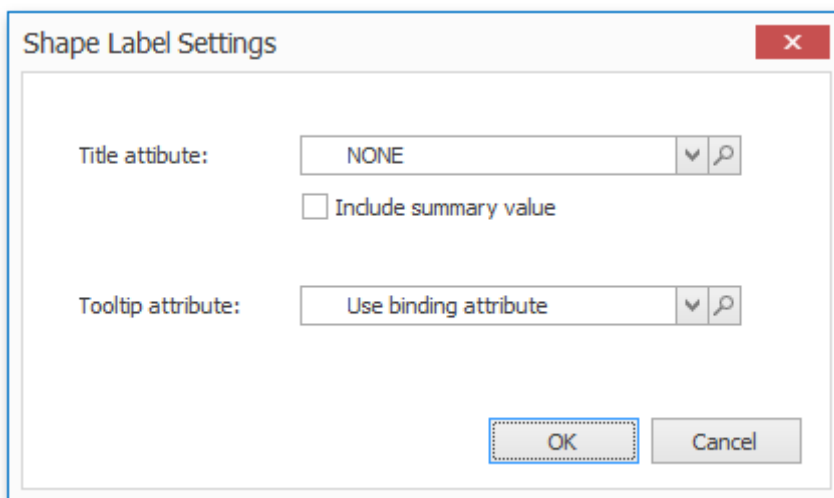 Shape Label Settings
Title attibute: NONE
Include summary value
Tooltip attribute: Use binding attribute
OK Cancel